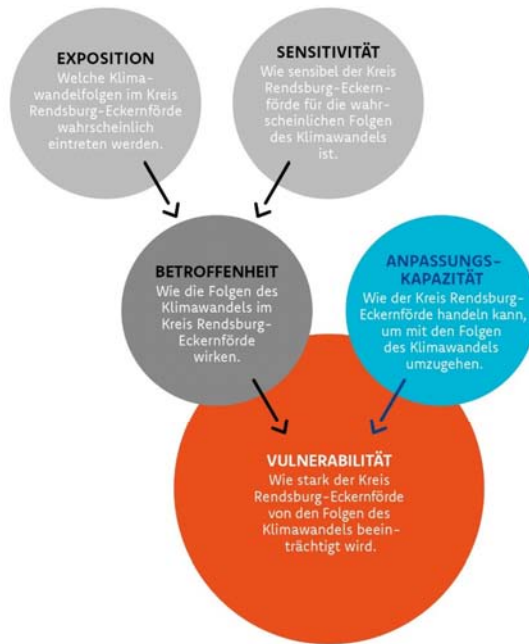 EXPOSITION
Welche Klima-
wandelfolgen im Kreis
Rendsburg-Eckernförde
wahrscheinlich
eintreten werden.
SENSITIVITÄT
Wie sensibel der Kreis
Rendsburg-Eckern-
förde für die wahr-
scheinlichen Folgen
des Klimawandels
ist.
BETROFFENHEIT
Wie die Folgen des
Klimawandels im
Kreis Rendsburg-
Eckernförde
wirken.
ANPASSUNGS-
KAPAZITÄT
Wie der Kreis Rendsburg-
Eckernförde handeln kann,
um mit den Folgen
des Klimawandels
umzugehen.
VULNERABILITÄT
Wie stark der Kreis
Rendsburg-Eckernförde
von den Folgen des
Klimawandels beein-
trächtigt wird.